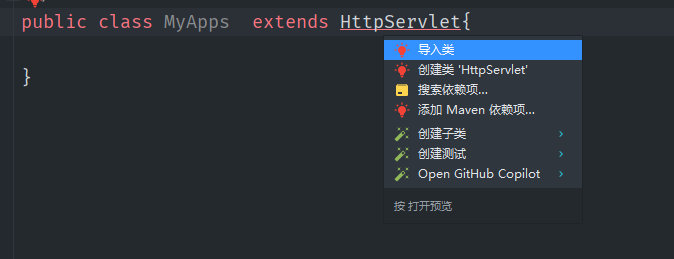 public class MyApps  extends HttpServlet{
}
导入类
创建类 'HttpServlet'
搜索依赖项...
添加 Maven 依赖项...
创建子类
创建测试
Open GitHub Copilot
按 打开预览